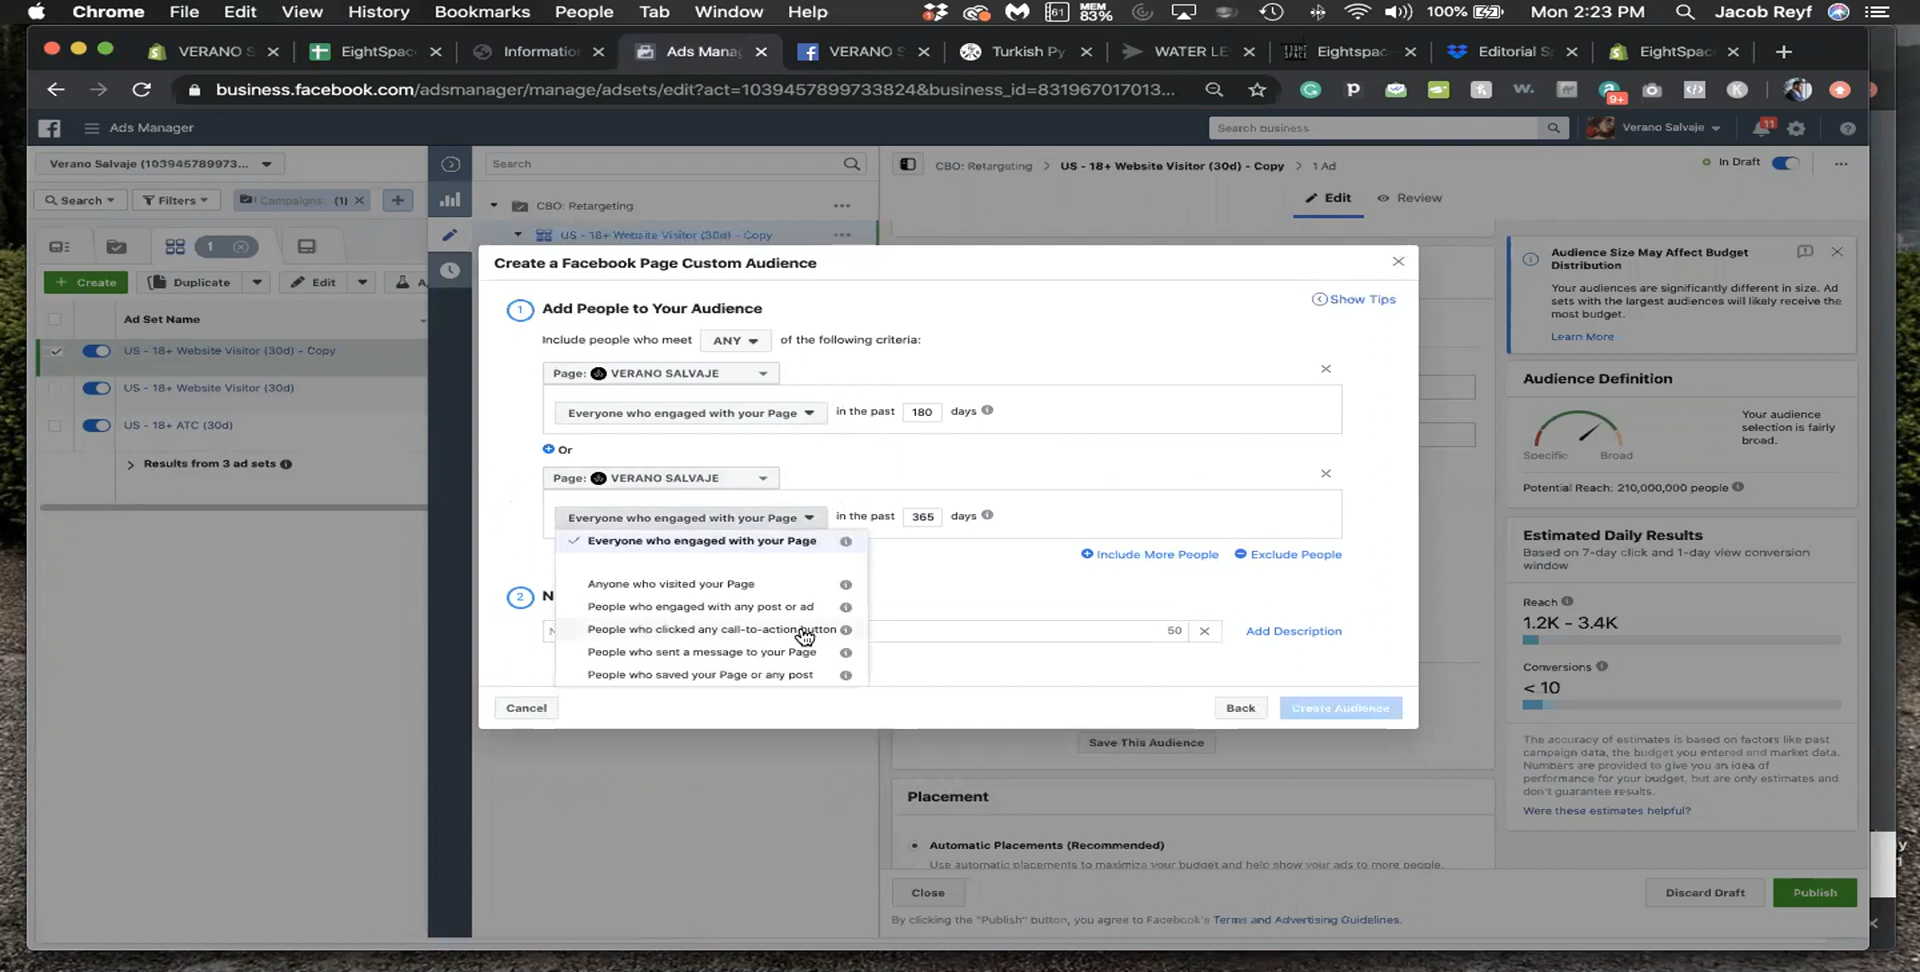 Chrome File Edit View History Bookmarks People Tab Window Help 61 MEM 83% 100% Mon 2:23 PM Jacob Reyf
VERANO S EightSpac Informatio Ads Mana VERANO S Turkish Py WATER LE Eightspac Editorial S EightSpac
business.facebook.com/adsmanager/manage/adsets/edit?act=1039457899733824&business_id=831967017013... 9+
Ads Manager Search business Verano Salvaje 11
Verano Salvaje (103945789973... Search CBO: Retargeting > US - 18+ Website Visitor (30d) - Copy > 1 Ad In Draft
Search Filters Campaigns: (1) CBO: Retargeting Edit Review
US - 18+ Website Visitor (30d) - Copy
1
+ Create Duplicate Edit
Ad Set Name
US - 18+ Website Visitor (30d) - Copy
US - 18+ Website Visitor (30d)
US - 18+ ATC (30d)
Results from 3 ad sets
Create a Facebook Page Custom Audience
1 Add People to Your Audience
Show Tips
Include people who meet ANY of the following criteria:
Page: VERANO SALVAJE
Everyone who engaged with your Page in the past 180 days
Or
Page: VERANO SALVAJE
Everyone who engaged with your Page in the past 365 days
Everyone who engaged with your Page
Include More People Exclude People
Anyone who visited your Page
2
People who engaged with any post or ad
People who clicked any call-to-action button
50 Add Description
People who sent a message to your Page
People who saved your Page or any post
Cancel Back Create Audience
Save This Audience
Placement
Automatic Placements (Recommended)
Use automatic placements to maximize your budget and help show your ads to more people.
Close Discard Draft Publish
By clicking the "Publish" button, you agree to Facebook's Terms and Advertising Guidelines.
Audience Size May Affect Budget
Distribution
Your audiences are significantly different in size. Ad
sets with the largest audiences will likely receive the
most budget.
Learn More
Audience Definition
Your audience
selection is fairly
broad.
Specific Broad
Potential Reach: 210,000,000 people
Estimated Daily Results
Based on 7-day click and 1-day view conversion
window
Reach
1.2K - 3.4K
Conversions
< 10
The accuracy of estimates is based on factors like past
campaign data, the budget you entered and market data.
Numbers are provided to give you an idea of
performance for your budget, but are only estimates and
don't guarantee results.
Were these estimates helpful?